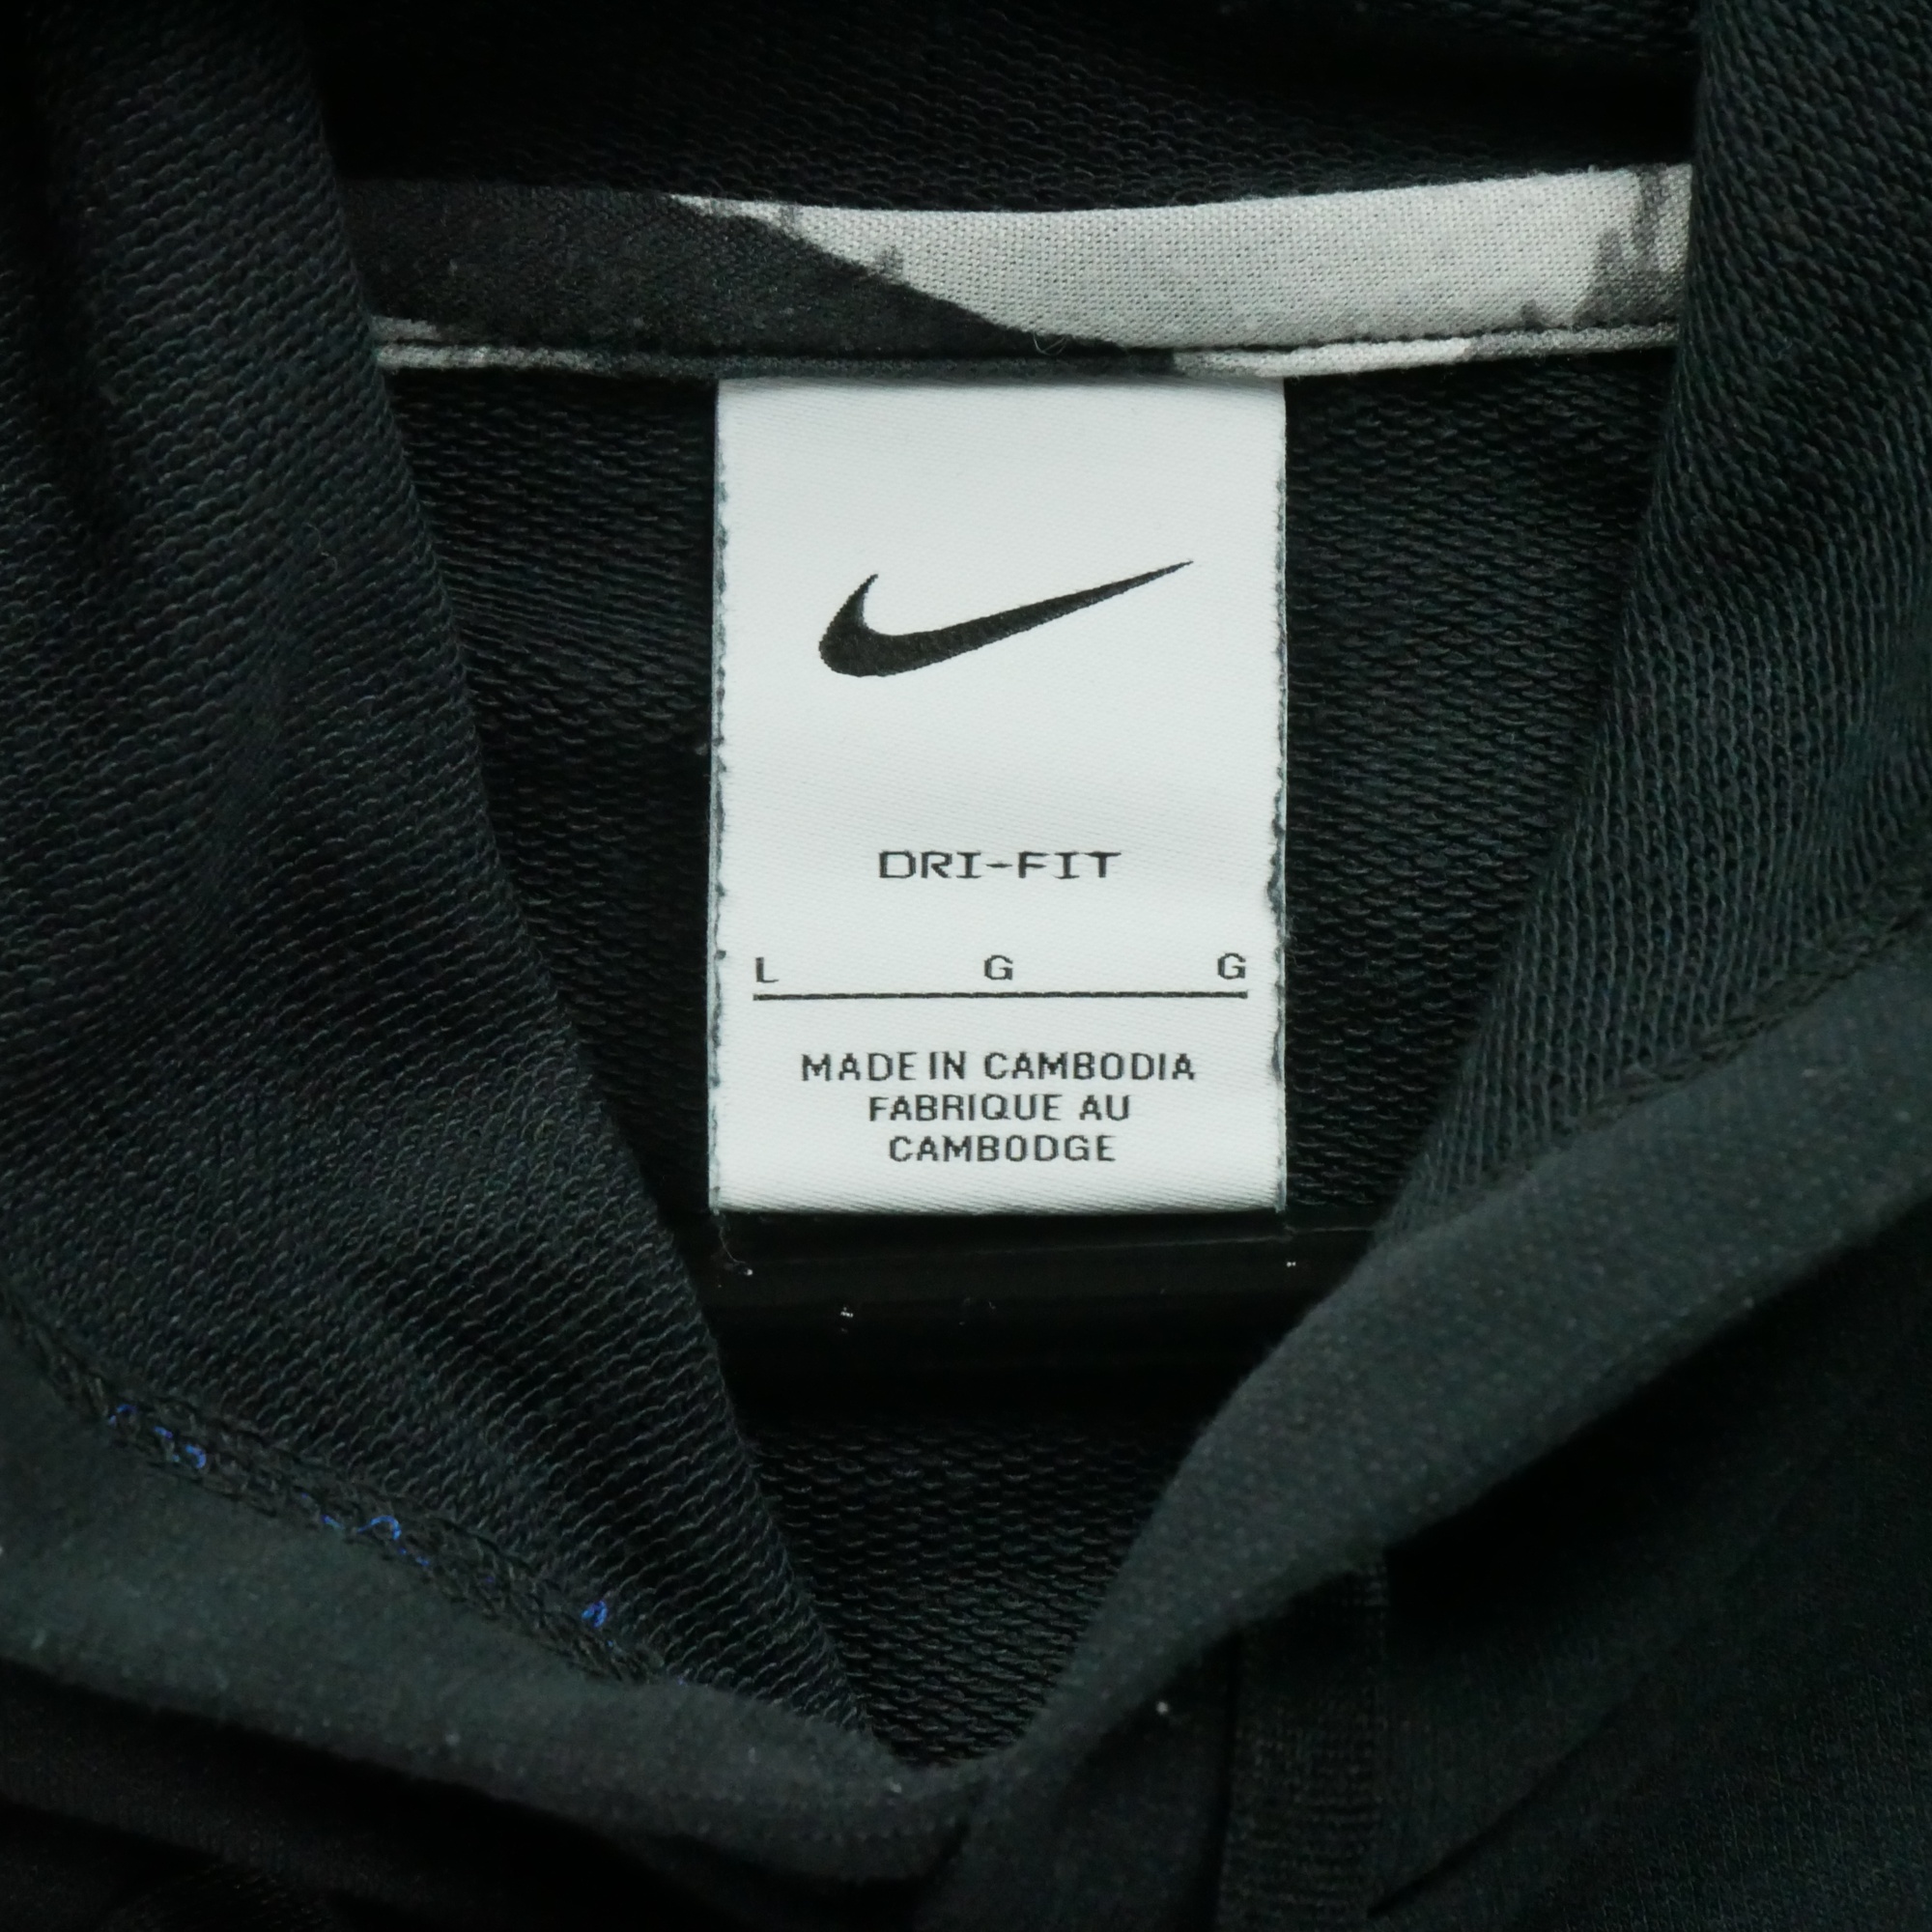 DRI-FIT
L G G
MADE IN CAMBODIA
FABRIQUE AU
CAMBODGE